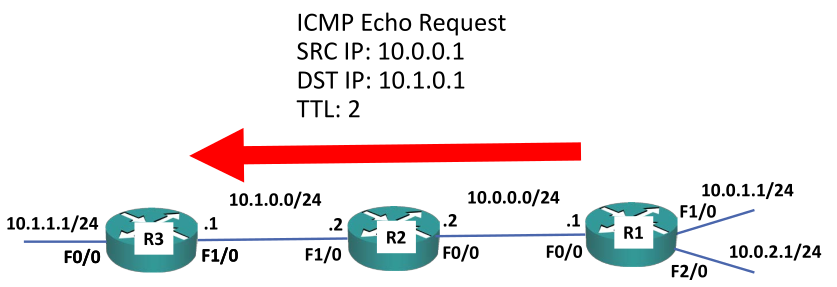 ICMP Echo Request
SRC IP: 10.0.0.1
DST IP: 10.1.0.1
TTL: 2
10.1.1.1/24
F0/0
R3
.1
F1/0
10.1.0.0/24
.2
F1/0
R2
.2
F0/0
10.0.0.0/24
.1
F0/0
R1
F1/0
10.0.1.1/24
F2/0
10.0.2.1/24